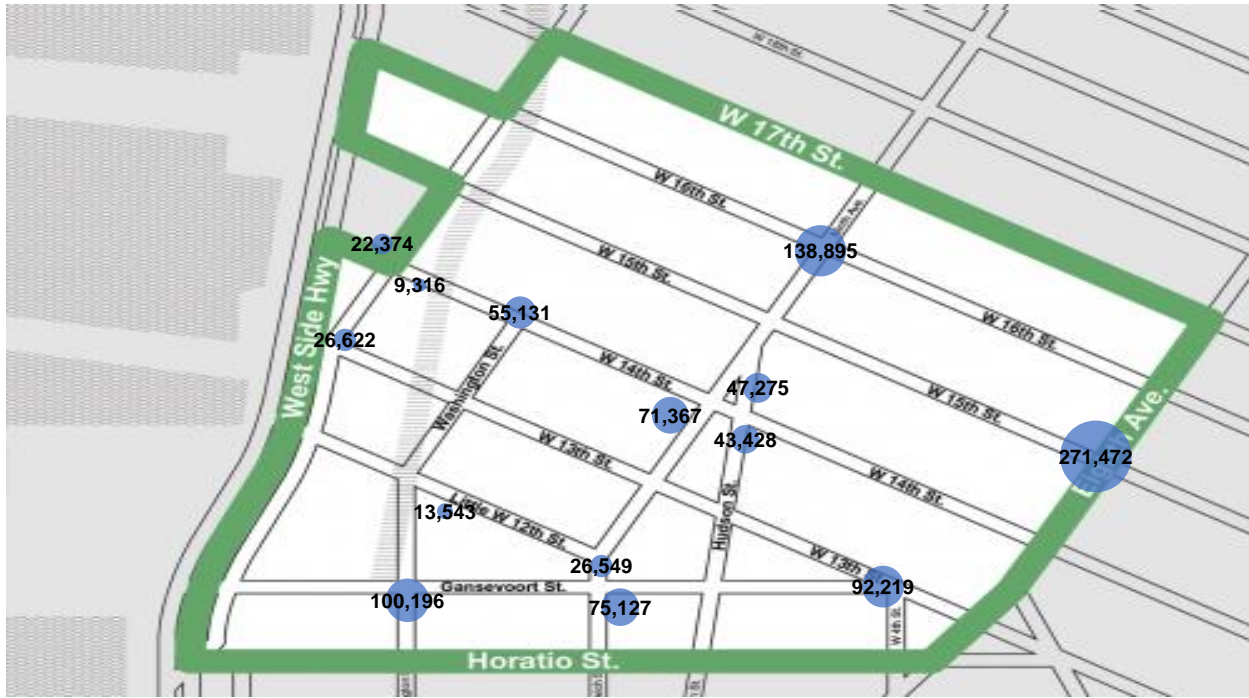 W 18th St.
W 17th St.
W 16th St.
138,895
22,374
W 15th St.
9,316
55,131
West Side Hwy
26,622
W 16th St.
Washington St.
W 14th St.
47,275
W 15th St.
71,367
43,428
Ave.
271,472
W 13th St.
W 14th St.
Little W 12th St.
13,543
Hudson St.
W 13th
26,549
Gansevoort St.
92,219
100,196
75,127
W 4th St.
Horatio St.